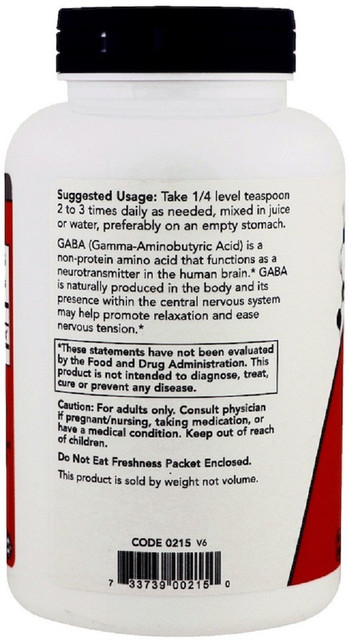 Suggested Usage: Take 1/4 level teaspoon
2 to 3 times daily as needed, mixed in juice
or water, preferably on an empty stomach.
GABA (Gamma-Aminobutyric Acid) is a
non-protein amino acid that functions as a
neurotransmitter in the human brain.* GABA
is naturally produced in the body and its
presence within the central nervous system
may help promote relaxation and ease
nervous tension.*
*These statements have not been evaluated
by the Food and Drug Administration. This
product is not intended to diagnose, treat,
cure or prevent any disease.
Caution: For adults only. Consult physician
if pregnant/nursing, taking medication, or
have a medical condition. Keep out of reach
of children.
Do Not Eat Freshness Packet Enclosed.
This product is sold by weight not volume.
CODE 0215 V6
7 33739 00215 0